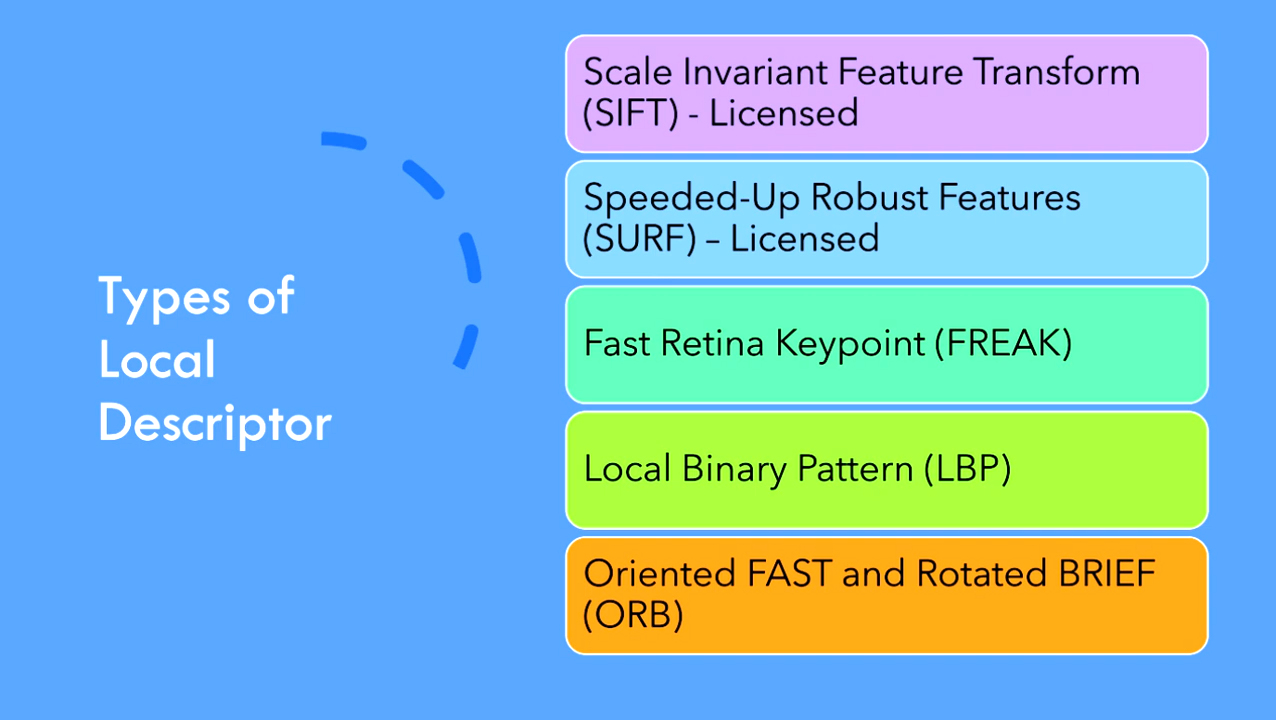 Types of
Local
Descriptor
Scale Invariant Feature Transform
(SIFT) - Licensed
Speeded-Up Robust Features
(SURF) – Licensed
Fast Retina Keypoint (FREAK)
Local Binary Pattern (LBP)
Oriented FAST and Rotated BRIEF
(ORB)